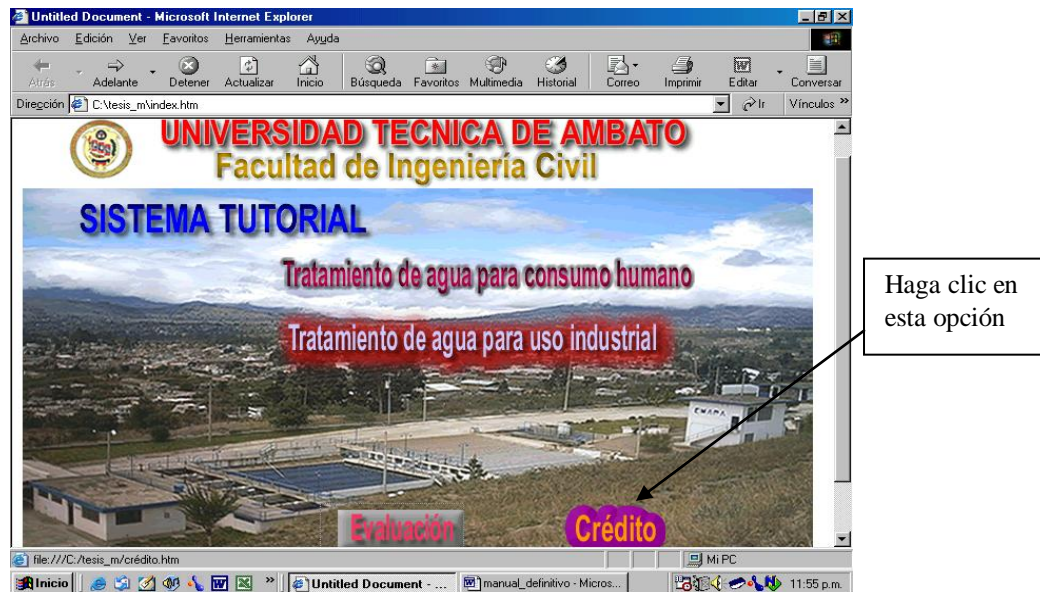 Untitled Document - Microsoft Internet Explorer
Archivo Edición Ver Favoritos Herramientas Ayuda
Atrás Adelante Detener Actualizar Inicio Búsqueda Favoritos Multimedia Historial Correo Imprimir Editar Conversar
Dirección C:\tesis_m\index.htm Ir Vínculos »
UNIVERSIDAD TECNICA DE AMBATO
Facultad de Ingeniería Civil
SISTEMA TUTORIAL
Tratamiento de agua para consumo humano
Haga clic en
esta opción
Tratamiento de agua para uso industrial
EMAPA
Evaluación Crédito
file:///C:/tesis_m/crédito.htm Mi PC
Inicio » Untitled Document - ... manual_definitivo - Micros... 11:55 p.m.